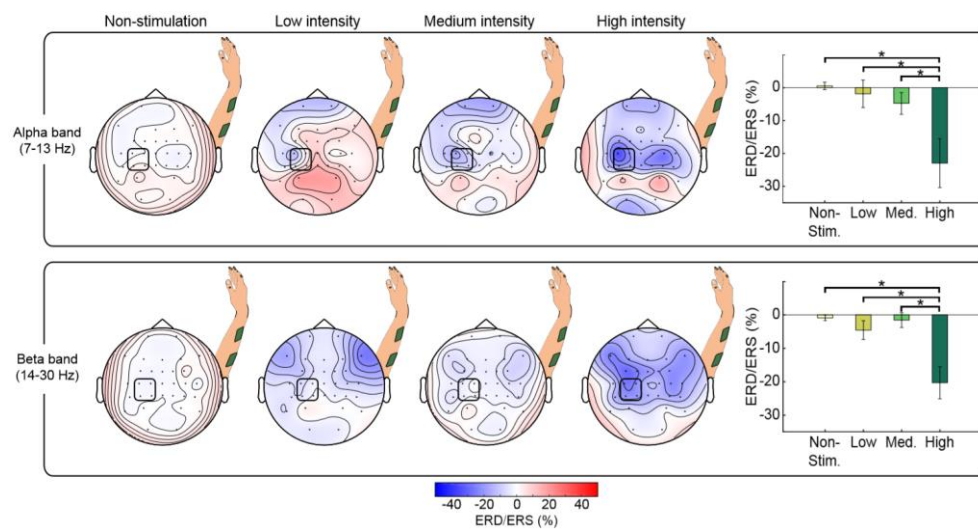 Non-stimulation Low intensity Medium intensity High intensity
Alpha band
(7-13 Hz)
ERD/ERS (%)
0
-10
-20
-30
* 
*
*
Non-
Stim.
Low Med. High
Beta band
(14-30 Hz)
ERD/ERS (%)
0
-10
-20
-30
*
*
*
Non-
Stim.
Low Med. High
-40 -20 0 20 40
ERD/ERS (%)